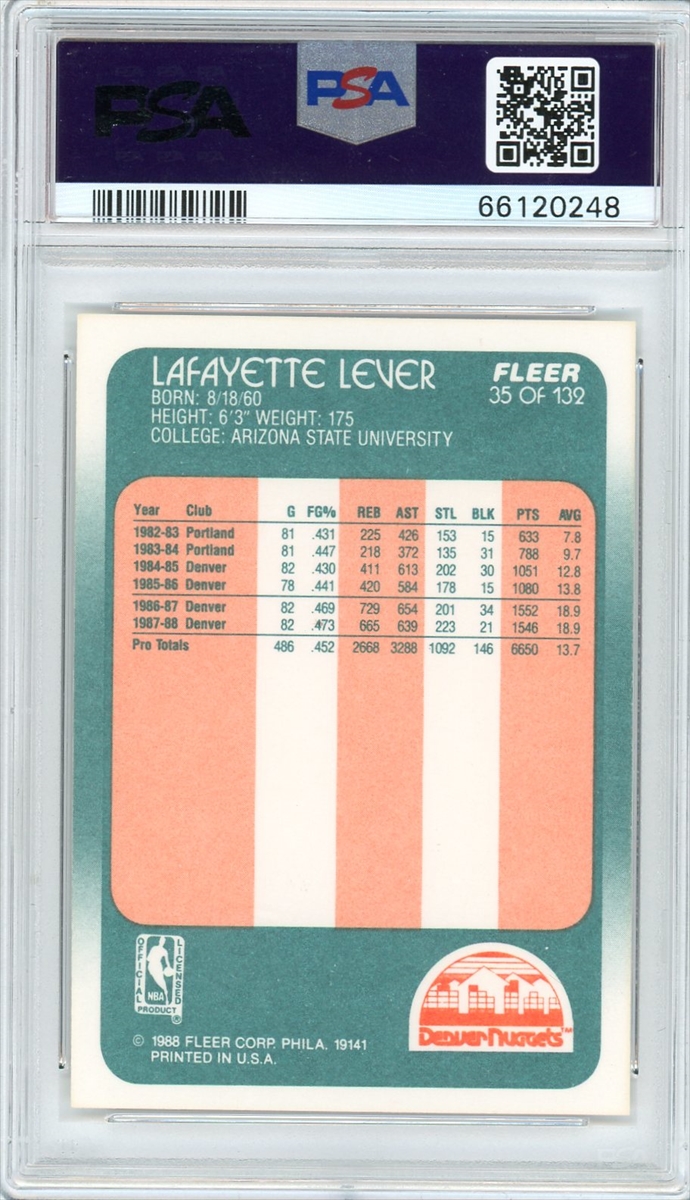 PSA
PSA
66120248
LAFAYETTE LEVER
FLEER
35 OF 132
BORN: 8/18/60
HEIGHT: 6'3" WEIGHT: 175
COLLEGE: ARIZONA STATE UNIVERSITY
Year Club G FG% REB AST STL BLK PTS AVG
1982-83 Portland 81 .431 225 426 153 15 633 7.8
1983-84 Portland 81 .447 218 372 135 31 788 9.7
1984-85 Denver 82 .430 411 613 202 30 1051 12.8
1985-86 Denver 78 .441 420 584 178 15 1080 13.8
1986-87 Denver 82 .469 729 654 201 34 1552 18.9
1987-88 Denver 82 .473 665 639 223 21 1546 18.9
Pro Totals 486 .452 2668 3288 1092 146 6650 13.7
OFFICIAL LICENSED
NBA
PRODUCT ®
Denver Nuggets™
© 1988 FLEER CORP. PHILA. 19141
PRINTED IN U.S.A.